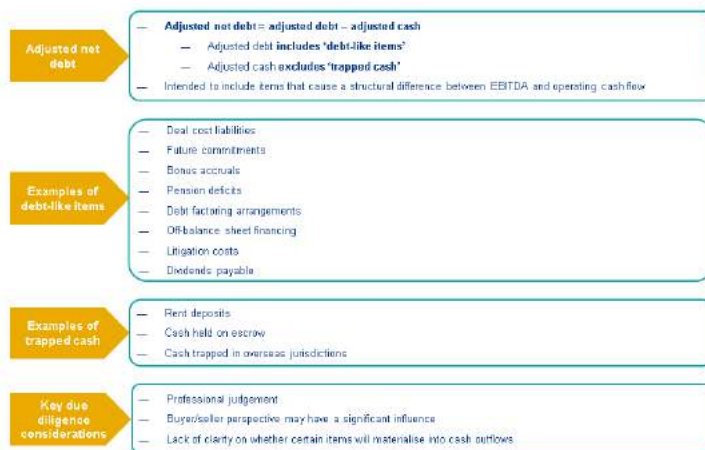 Adjusted net
debt
— Adjusted net debt = adjusted debt – adjusted cash
— Adjusted debt includes 'debt-like items'
— Adjusted cash excludes 'trapped cash'
— Intended to include items that cause a structural difference between EBITDA and operating cash flow
Examples of
debt-like items
— Deal cost liabilities
— Future commitments
— Bonus accruals
— Pension deficits
— Debt factoring arrangements
— Off-balance sheet financing
— Litigation costs
— Dividends payable
Examples of
trapped cash
— Rent deposits
— Cash held on escrow
— Cash trapped in overseas jurisdictions
Key due
diligence
considerations
— Professional judgement
— Buyer/seller perspective may have a significant influence
— Lack of clarity on whether certain items will materialise into cash outflows